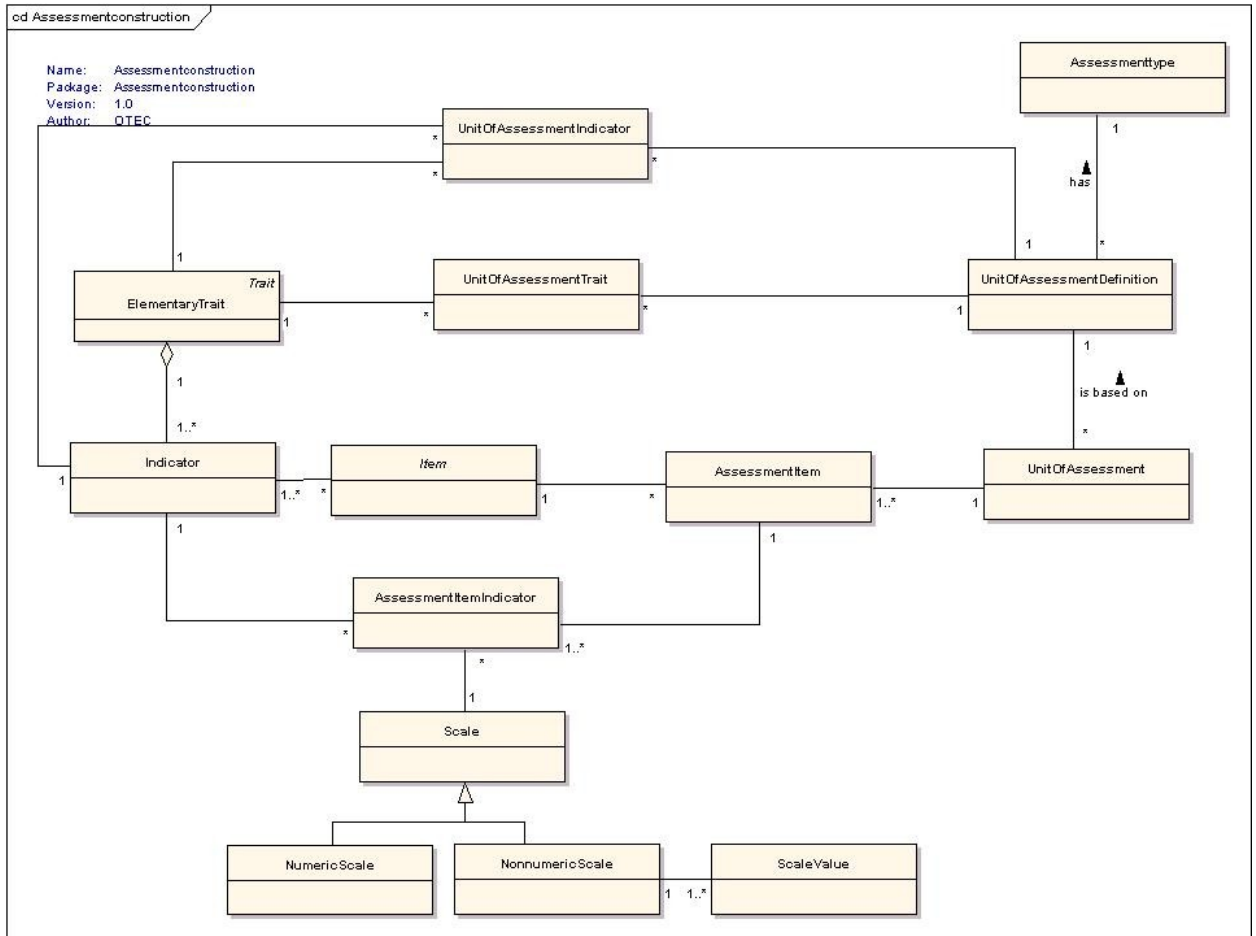 cd Assessmentconstruction
Name: Assessmentconstruction
Package: Assessmentconstruction
Version: 1.0
Author: OTEC
Assessmenttype
1
UnitOfAssessmentIndicator
*
*
*
has
1
1
*
Trait
ElementaryTrait
UnitOfAssessmentTrait
UnitOfAssessmentDefinition
1
*
*
1
1
1
is based on
1..*
*
Indicator
Item
AssessmentItem
UnitOfAssessment
1
1..*
*
1
*
1..*
1
1
1
AssessmentItemIndicator
*
1..*
*
1
Scale
NumericScale
NonnumericScale
ScaleValue
1
1..*